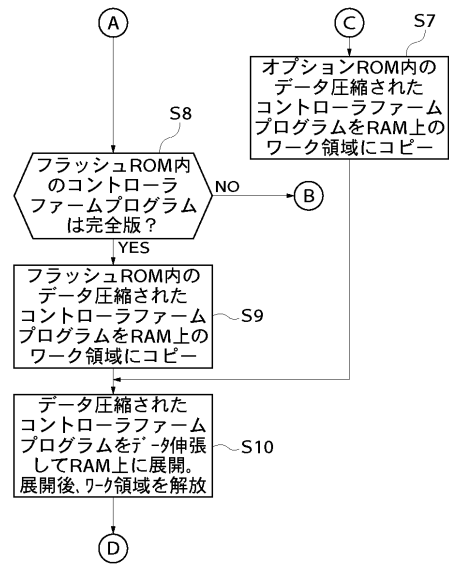 A
C
S7
オプションROM内の
データ圧縮された
コントローラファーム
プログラムをRAM上の
ワーク領域にコピー
S8
フラッシュROM内
のコントローラ
ファームプログラム
は完全版？
NO
B
YES
フラッシュROM内の
データ圧縮された
コントローラファーム
プログラムをRAM上の
ワーク領域にコピー
S9
データ圧縮された
コントローラファーム
プログラムをﾃﾞｰﾀ伸張
してRAM上に展開。
展開後、ﾜｰｸ領域を解放
S10
D